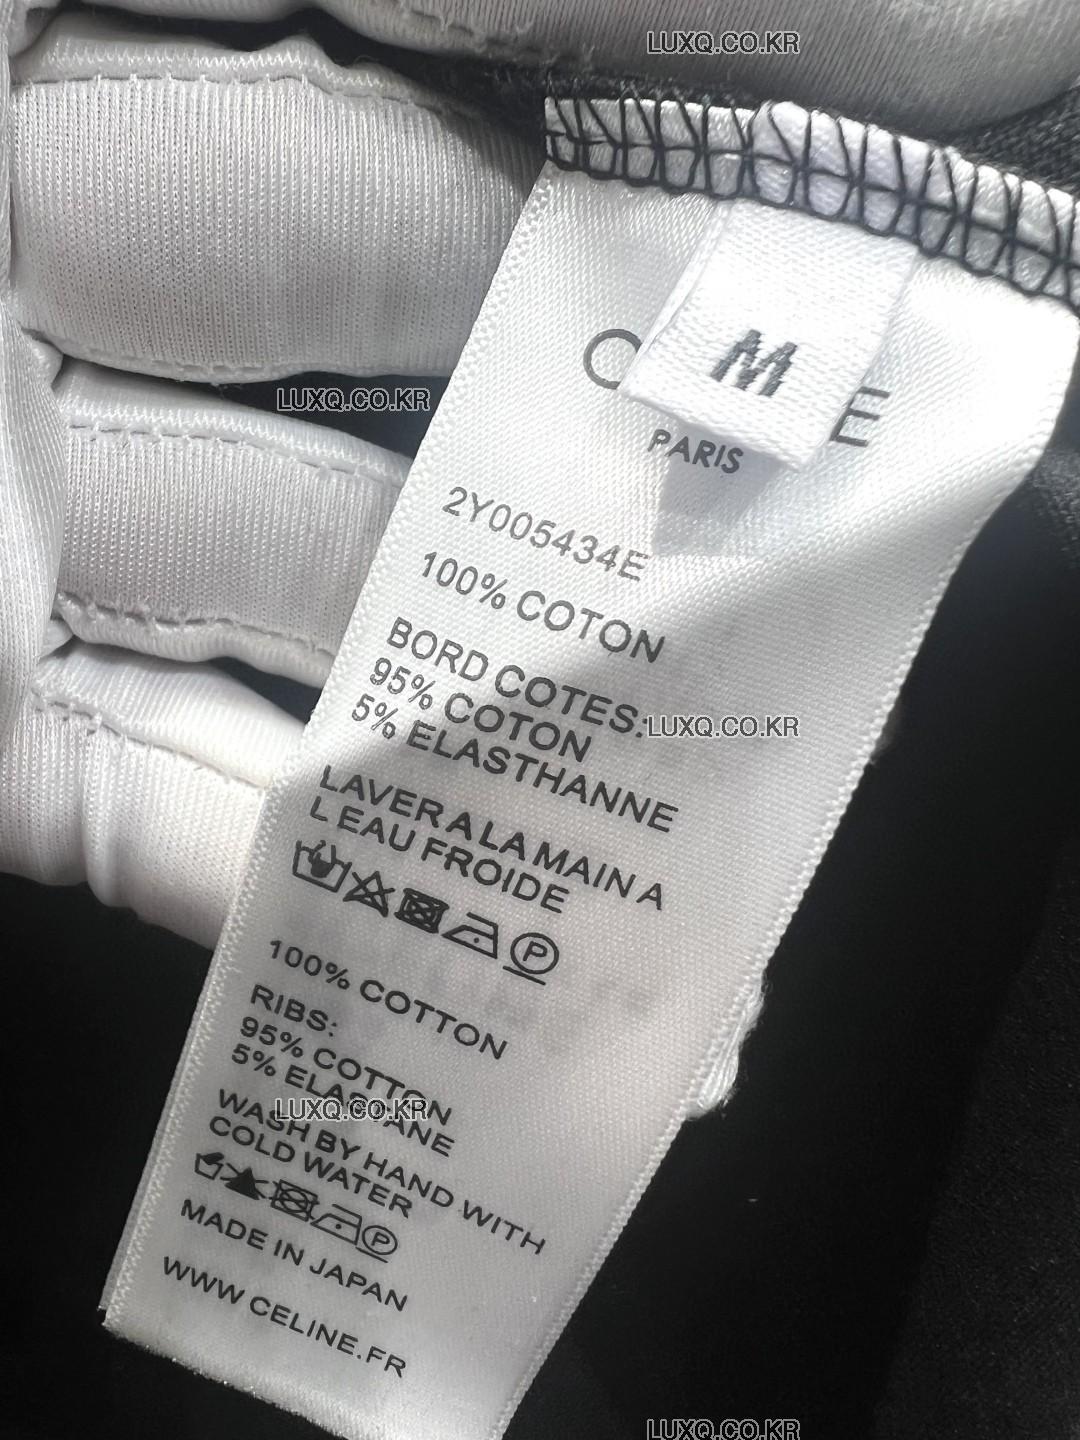 LUXQ.CO.KR
M
C E
PARIS
LUXQ.CO.KR
2Y005434E
100% COTON
BORD COTES:
95% COTON
5% ELASTHANNE
LUXQ.CO.KR
LAVER A LA MAIN A
L EAU FROIDE
P
100% COTTON
RIBS:
95% COTTON
5% ELASTANE
LUXQ.CO.KR
WASH BY HAND WITH
COLD WATER
P
MADE IN JAPAN
WWW.CELINE.FR
LUXQ.CO.KR